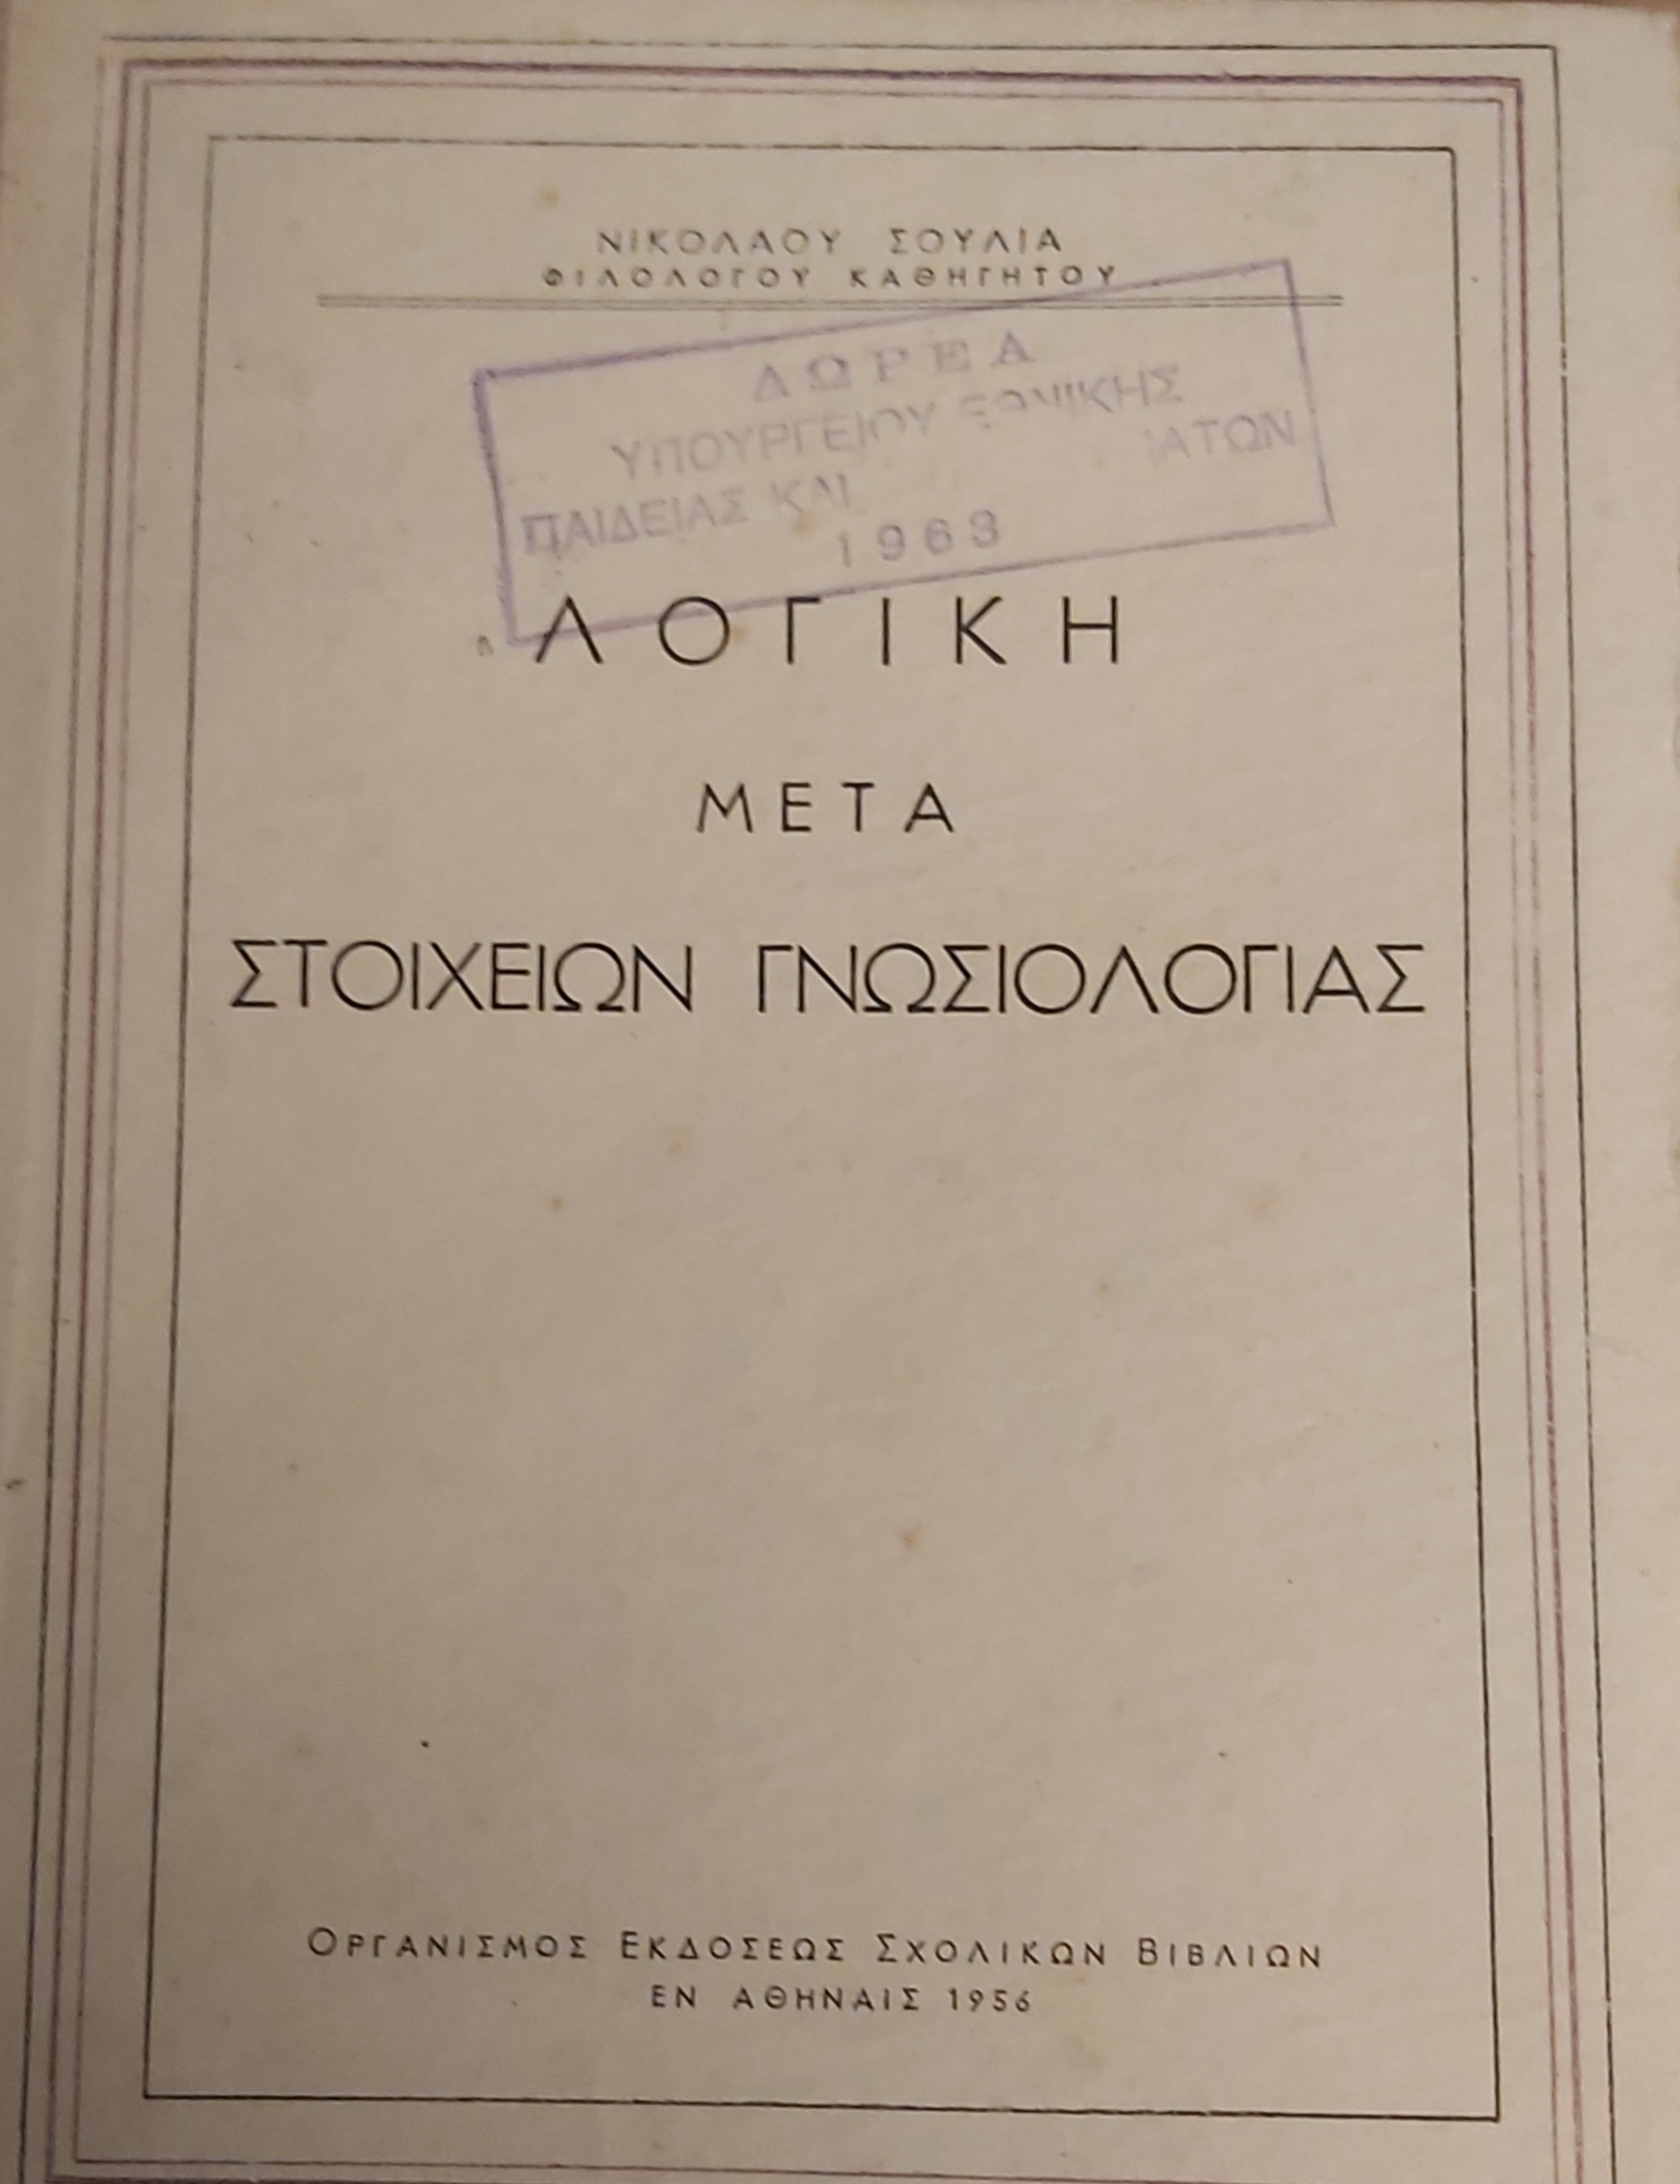 ΝΙΚΟΛΑΟΥ ΣΟΥΛΙΑ
ΦΙΛΟΛΟΓΟΥ ΚΑΘΗΓΗΤΟΥ
ΔΩΡΕΑ
ΥΠΟΥΡΓΕΙΟΥ ΕΘΝΙΚΗΣ
ΠΑΙΔΕΙΑΣ ΚΑΙ
1963
ΛΟΓΙΚΗ
ΜΕΤΑ
ΣΤΟΙΧΕΙΩΝ ΓΝΩΣΙΟΛΟΓΙΑΣ
ΟΡΓΑΝΙΣΜΟΣ ΕΚΔΟΣΕΩΣ ΣΧΟΛΙΚΩΝ ΒΙΒΛΙΩΝ
ΕΝ ΑΘΗΝΑΙΣ 1956